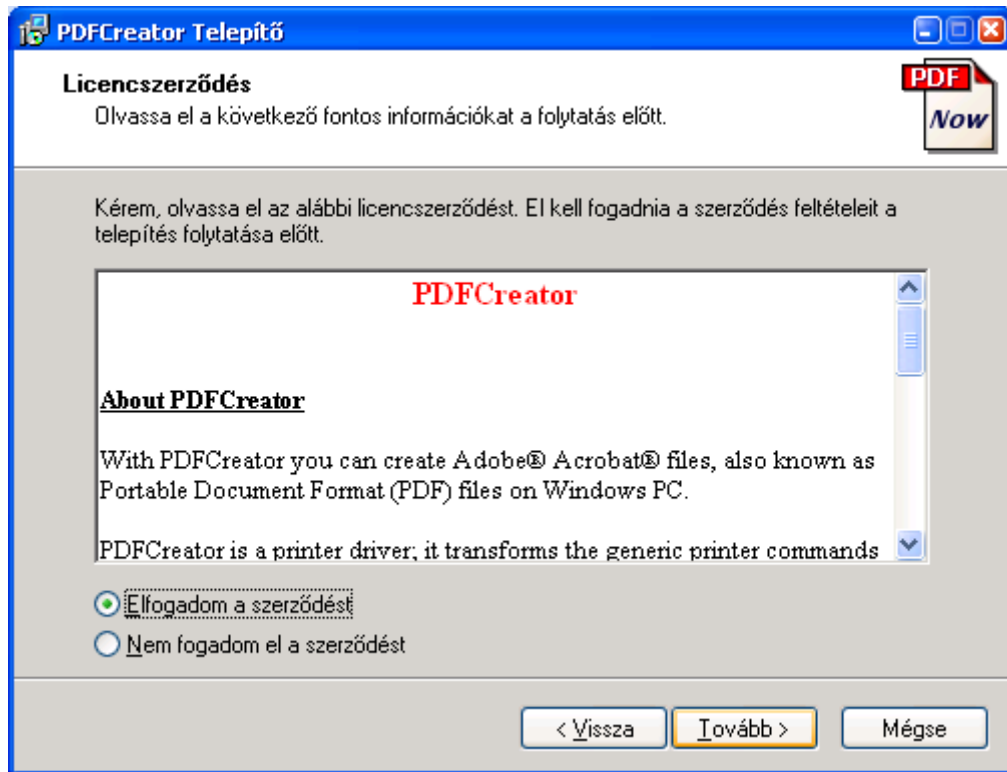 PDFCreator Telepítő
Licencszerződés
Olvassa el a következő fontos információkat a folytatás előtt.
PDF
Now
Kérem, olvassa el az alábbi licencszerződést. El kell fogadnia a szerződés feltételeit a
telepítés folytatása előtt.
PDFCreator
About PDFCreator
With PDFCreator you can create Adobe® Acrobat® files, also known as
Portable Document Format (PDF) files on Windows PC.
PDFCreator is a printer driver; it transforms the generic printer commands
Elfogadom a szerződést
Nem fogadom el a szerződést
< Vissza
Tovább >
Mégse